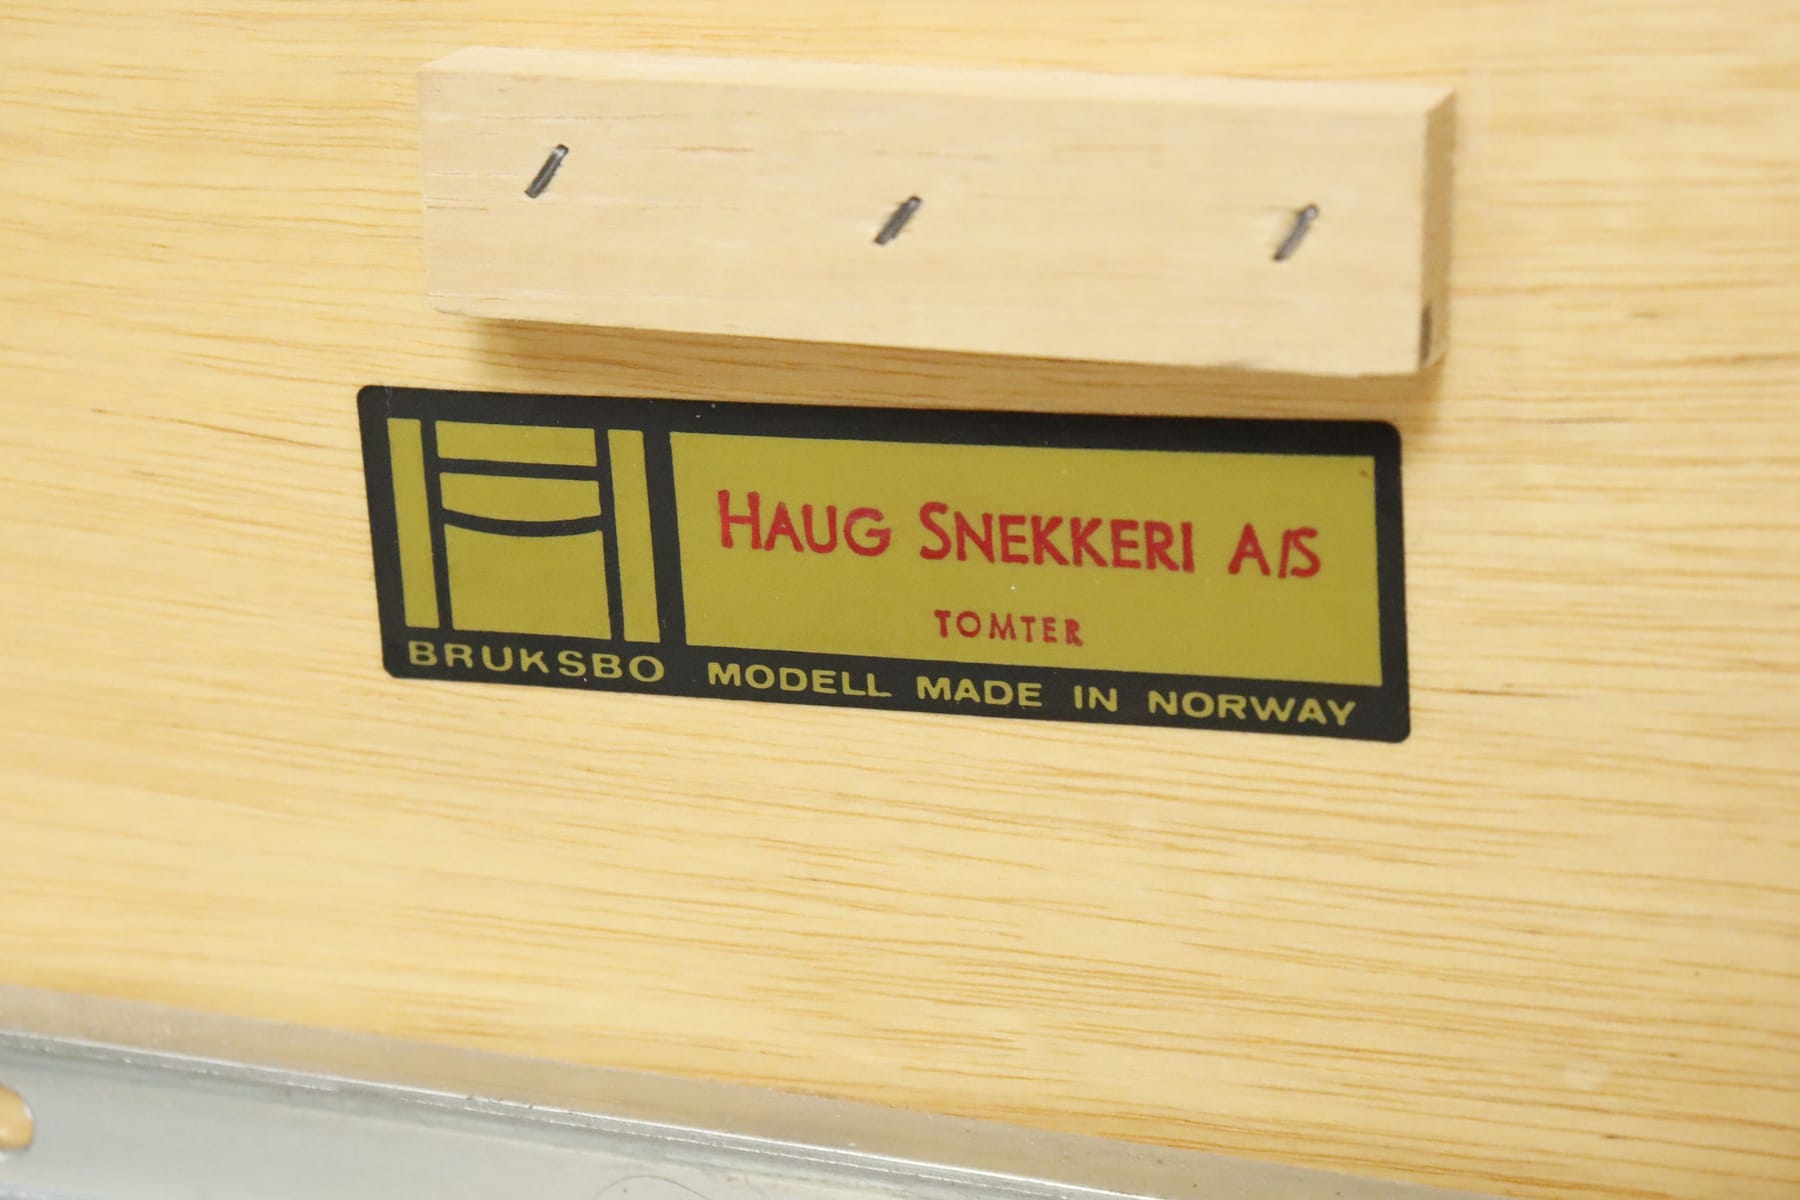 HAUG SNEKKERI A/S
TOMTER
BRUKSBO MODELL MADE IN NORWAY